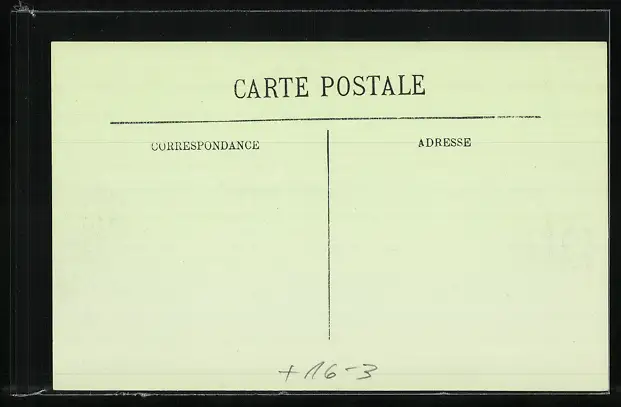 CARTE POSTALE
CORRESPONDANCE
ADRESSE
+16-3